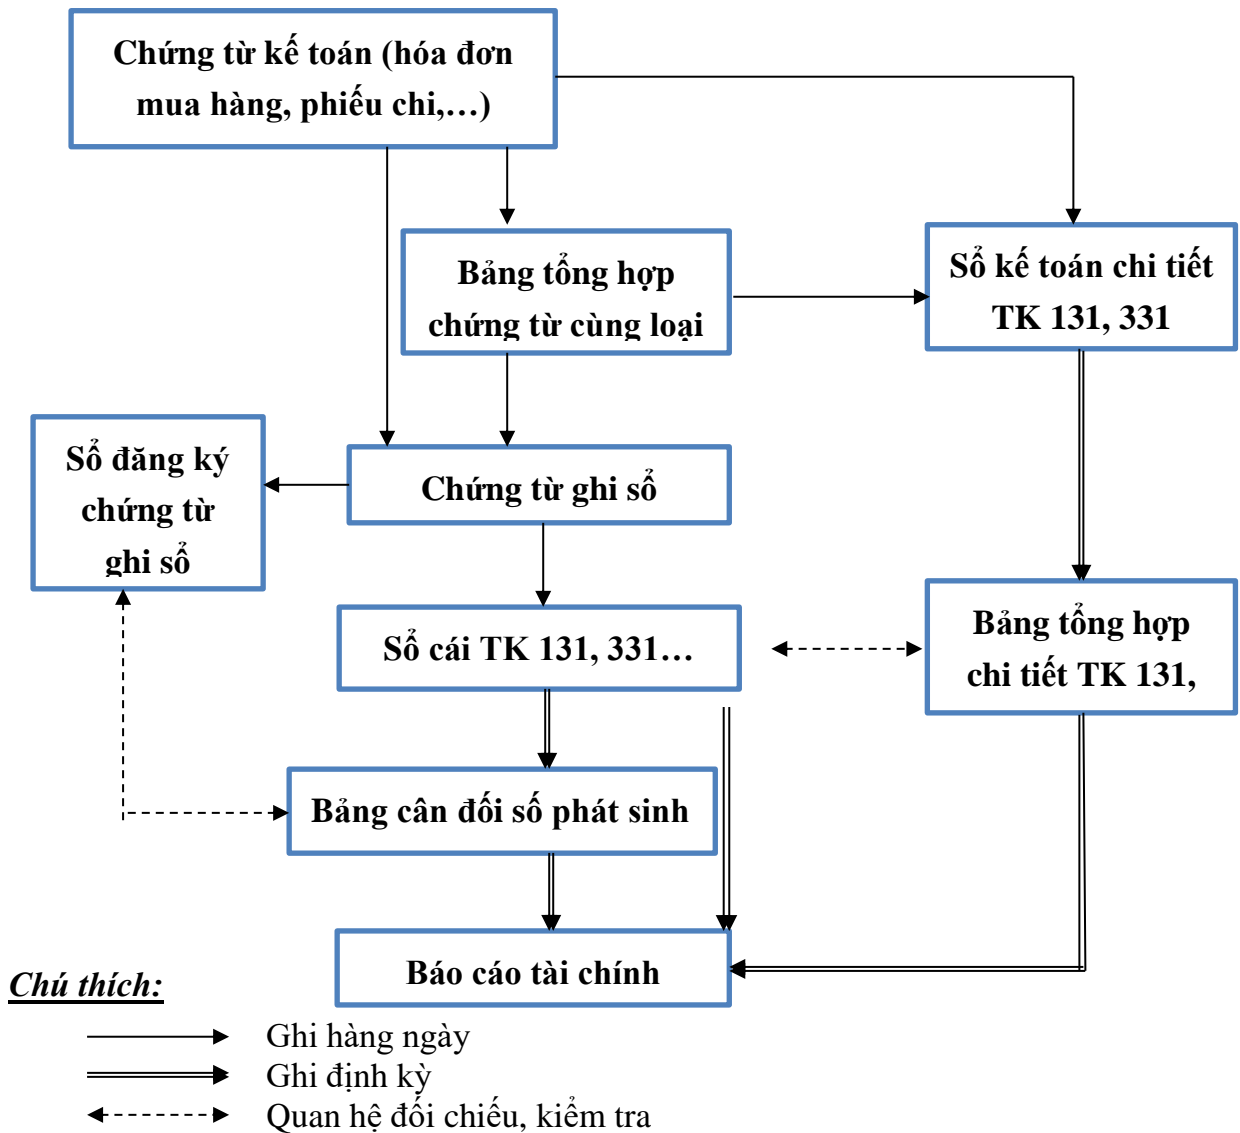 Chứng từ kế toán (hóa đơn
mua hàng, phiếu chi,…)
Bảng tổng hợp
chứng từ cùng loại
Sổ kế toán chi tiết
TK 131, 331
Sổ đăng ký
chứng từ
ghi sổ
Chứng từ ghi sổ
Sổ cái TK 131, 331…
Bảng tổng hợp
chi tiết TK 131,
Bảng cân đối số phát sinh
Báo cáo tài chính
Chú thích:
Ghi hàng ngày
Ghi định kỳ
Quan hệ đối chiếu, kiểm tra